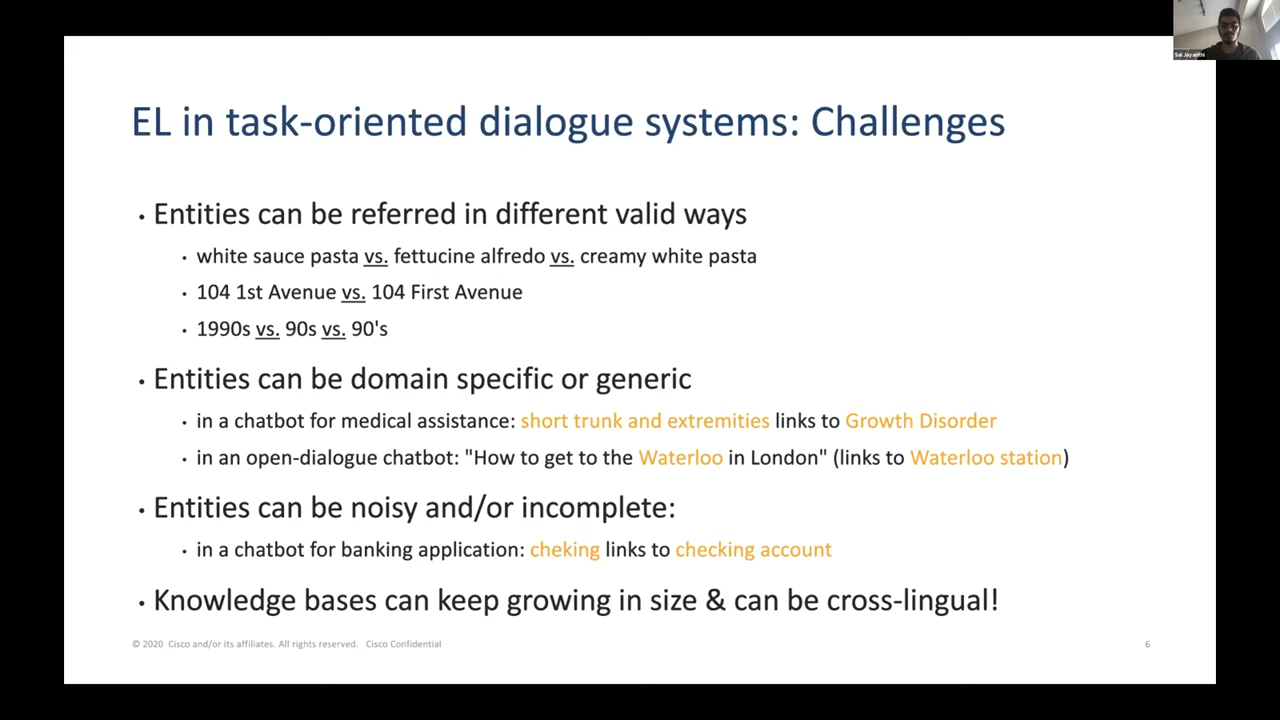 Sai Jayanthi
EL in task-oriented dialogue systems: Challenges
• Entities can be referred in different valid ways
• white sauce pasta vs. fettucine alfredo vs. creamy white pasta
• 104 1st Avenue vs. 104 First Avenue
• 1990s vs. 90s vs. 90's
• Entities can be domain specific or generic
• in a chatbot for medical assistance: short trunk and extremities links to Growth Disorder
• in an open-dialogue chatbot: "How to get to the Waterloo in London" (links to Waterloo station)
• Entities can be noisy and/or incomplete:
• in a chatbot for banking application: cheking links to checking account
• Knowledge bases can keep growing in size & can be cross-lingual!
© 2020 Cisco and/or its affiliates. All rights reserved. Cisco Confidential
6